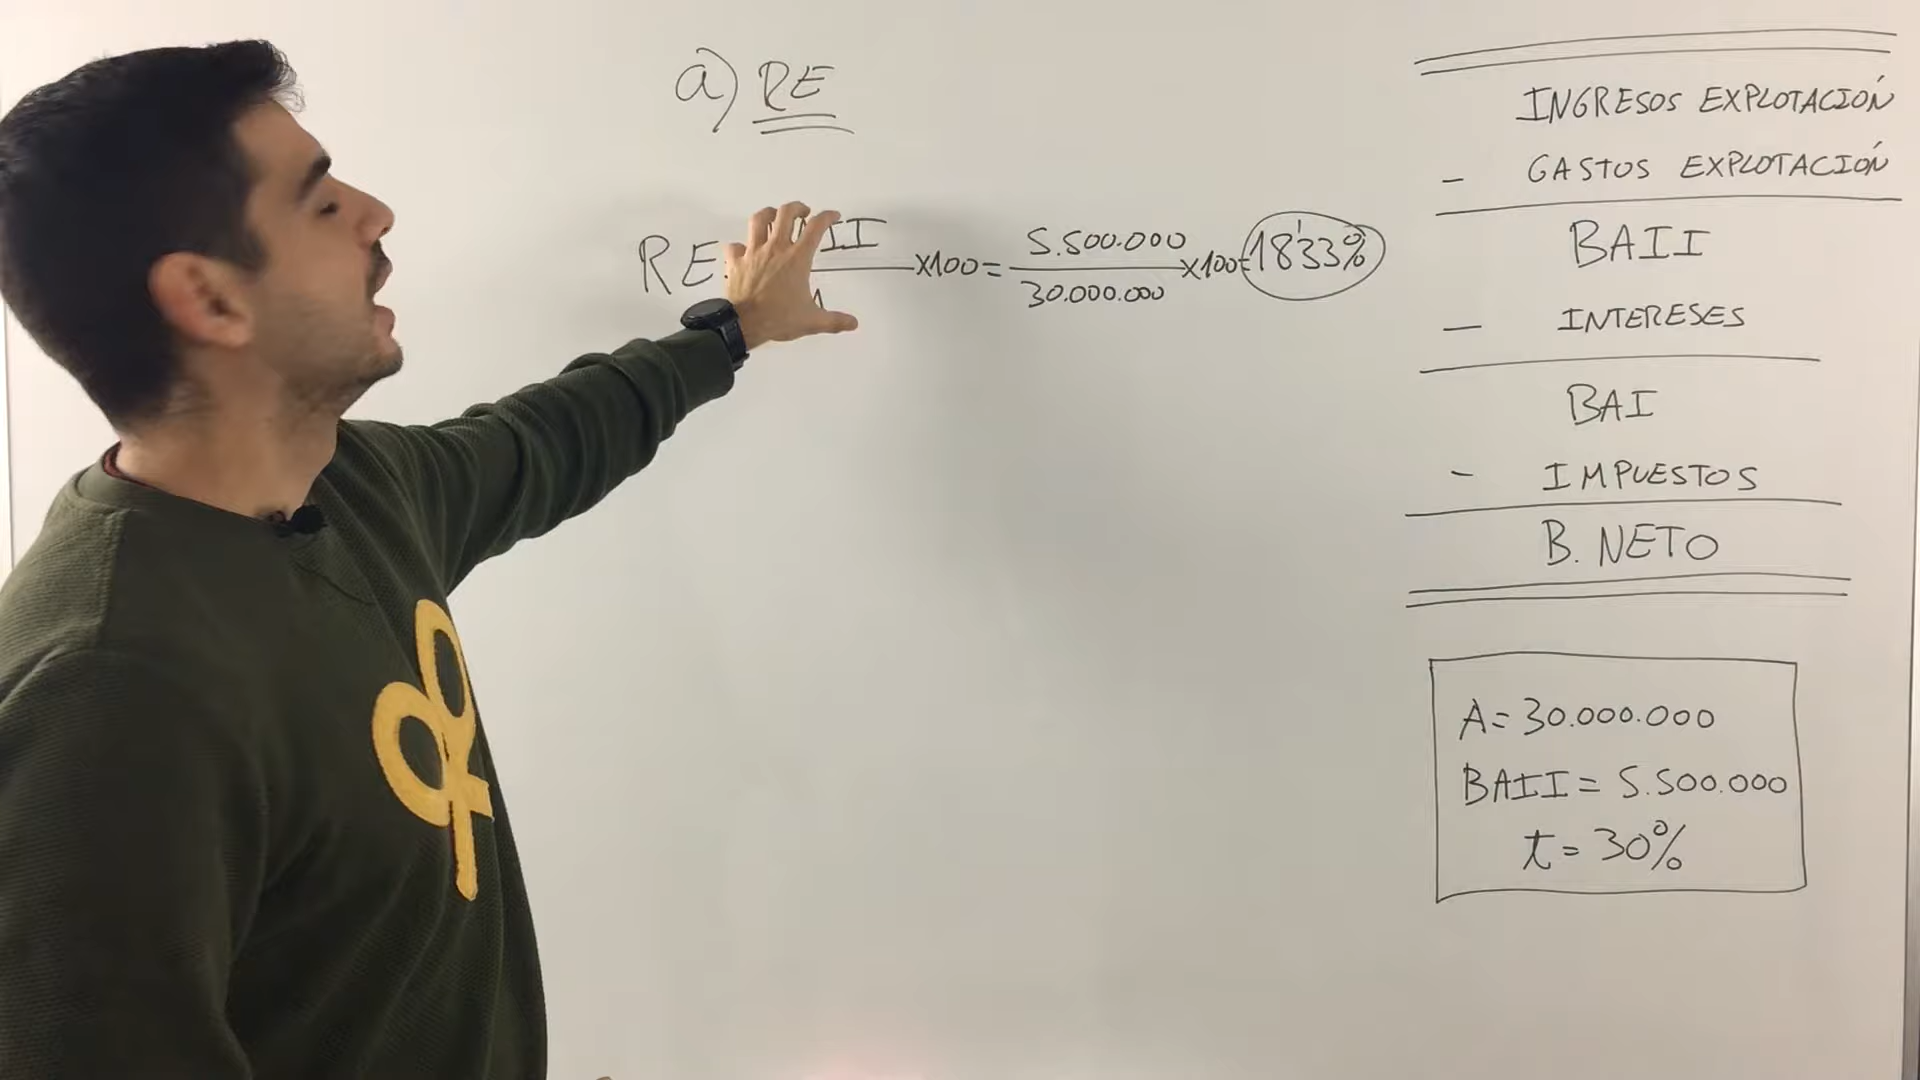 a) RE
RE
II
x100 = 5.500.000 / 30.000.000 x100 = 18'33%
INGRESOS EXPLOTACIÓN
- GASTOS EXPLOTACIÓN
BAII
- INTERESES
BAI
- IMPUESTOS
B. NETO
A = 30.000.000
BAII = 5.500.000
t = 30%